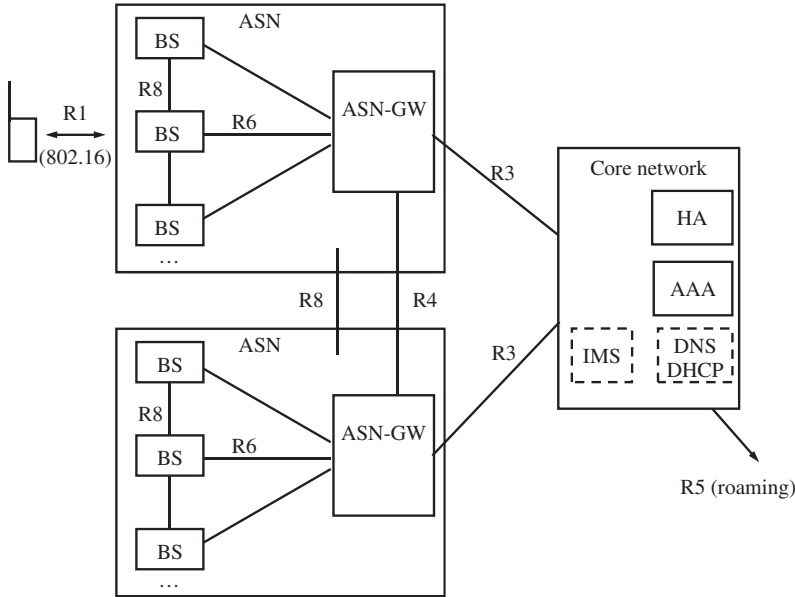 ASN
BS
R8
BS
R6
BS
...
ASN-GW
R1
(802.16)
R3
Core network
HA
AAA
IMS
DNS
DHCP
R5 (roaming)
R8
R4
R3
ASN
BS
R8
BS
R6
BS
...
ASN-GW